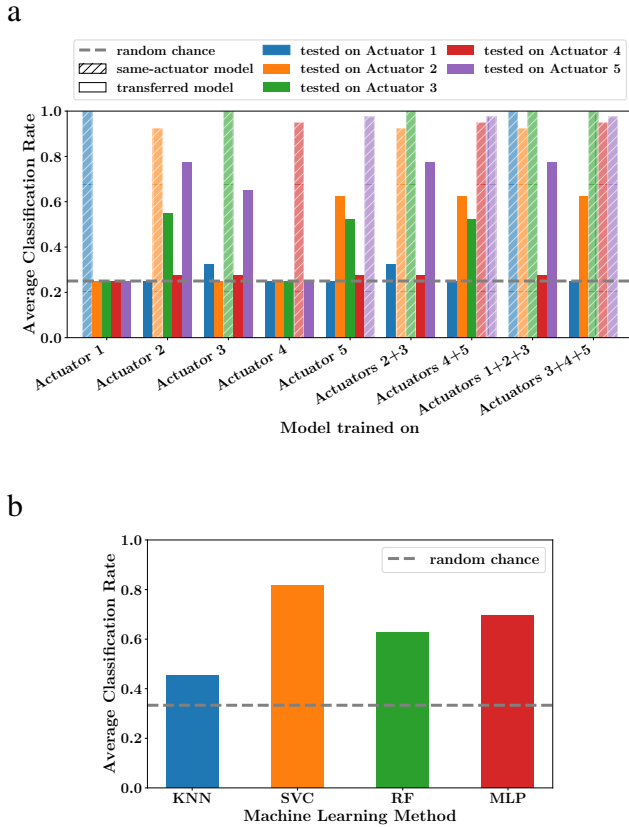 a
random chance
same-actuator model
transferred model
tested on Actuator 1
tested on Actuator 2
tested on Actuator 3
tested on Actuator 4
tested on Actuator 5
Average Classification Rate
1.0
0.8
0.6
0.4
0.2
0.0
Actuator 1
Actuator 2
Actuator 3
Actuator 4
Actuator 5
Actuators 2+3
Actuators 4+5
Actuators 1+2+3
Actuators 3+4+5
Model trained on
b
random chance
Average Classification Rate
1.0
0.8
0.6
0.4
0.2
0.0
KNN
SVC
RF
MLP
Machine Learning Method